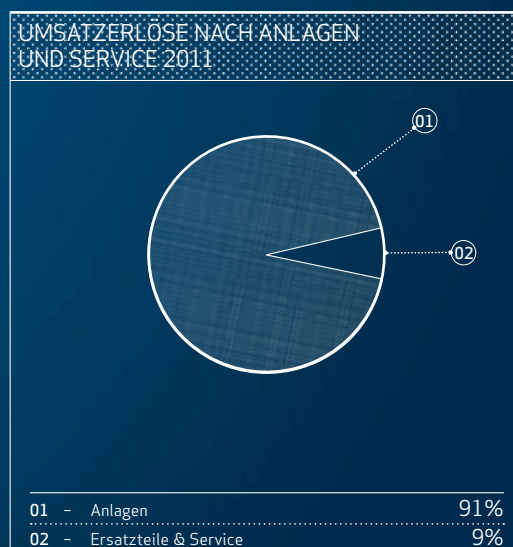 UMSATZERLÖSE NACH ANLAGEN
UND SERVICE 2011
01
02
01 – Anlagen 91%
02 – Ersatzteile & Service 9%